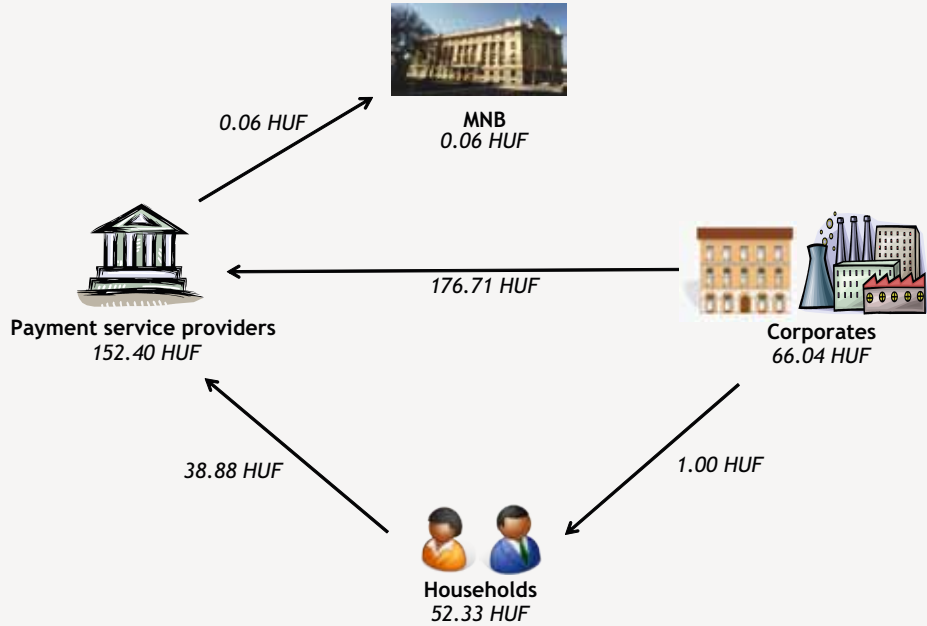 MNB
0.06 HUF
0.06 HUF
176.71 HUF
Payment service providers
152.40 HUF
Corporates
66.04 HUF
38.88 HUF
1.00 HUF
Households
52.33 HUF